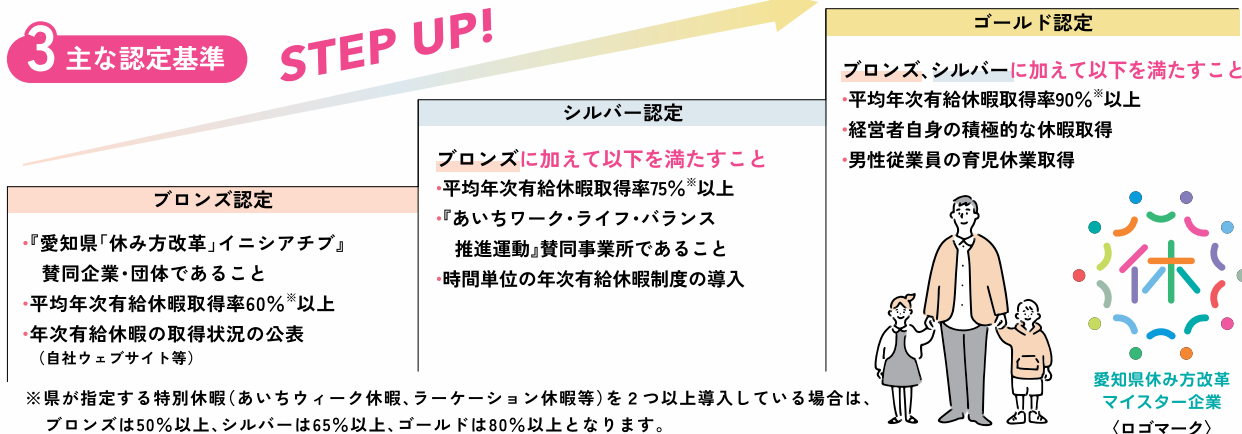 3 主な認定基準
STEP UP!
ブロンズ認定
・『愛知県「休み方改革」イニシアチブ』
賛同企業・団体であること
・平均年次有給休暇取得率60%※以上
・年次有給休暇の取得状況の公表
（自社ウェブサイト等）
シルバー認定
ブロンズに加えて以下を満たすこと
・平均年次有給休暇取得率75%※以上
・『あいちワーク・ライフ・バランス
推進運動』賛同事業所であること
・時間単位の年次有給休暇制度の導入
ゴールド認定
ブロンズ、シルバーに加えて以下を満たすこと
・平均年次有給休暇取得率90%※以上
・経営者自身の積極的な休暇取得
・男性従業員の育児休業取得
休
愛知県休み方改革
マイスター企業
〈ロゴマーク〉
※県が指定する特別休暇（あいちウィーク休暇、ラーケーション休暇等）を２つ以上導入している場合は、
ブロンズは50%以上、シルバーは65%以上、ゴールドは80%以上となります。